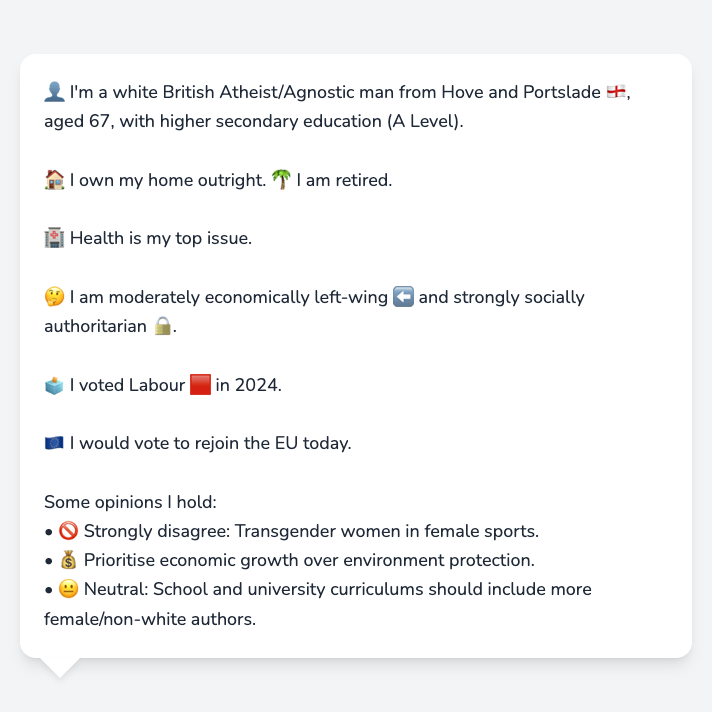 👤 I'm a white British Atheist/Agnostic man from Hove and Portslade 🏴󠁧󠁢󠁥󠁮󠁧󠁿,
aged 67, with higher secondary education (A Level).
🏠 I own my home outright. 🌴 I am retired.
🏥 Health is my top issue.
🤔 I am moderately economically left-wing ⬅️ and strongly socially
authoritarian 🔒.
🗳️ I voted Labour 🟥 in 2024.
🇪🇺 I would vote to rejoin the EU today.
Some opinions I hold:
• 🚫 Strongly disagree: Transgender women in female sports.
• 💰 Prioritise economic growth over environment protection.
• 😐 Neutral: School and university curriculums should include more
female/non-white authors.